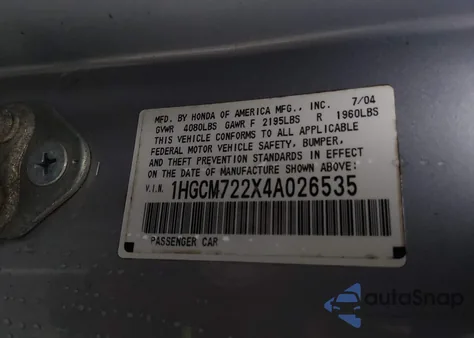 MFD. BY HONDA OF AMERICA MFG., INC. 7/04
GVWR 4080LBS GAWR F 2195LBS R 1960LBS
THIS VEHICLE CONFORMS TO ALL APPLICABLE
FEDERAL MOTOR VEHICLE SAFETY, BUMPER,
AND THEFT PREVENTION STANDARDS IN EFFECT
ON THE DATE OF MANUFACTURE SHOWN ABOVE.
V.I.N. 1HGCM722X4A026535
PASSENGER CAR
autoSnap